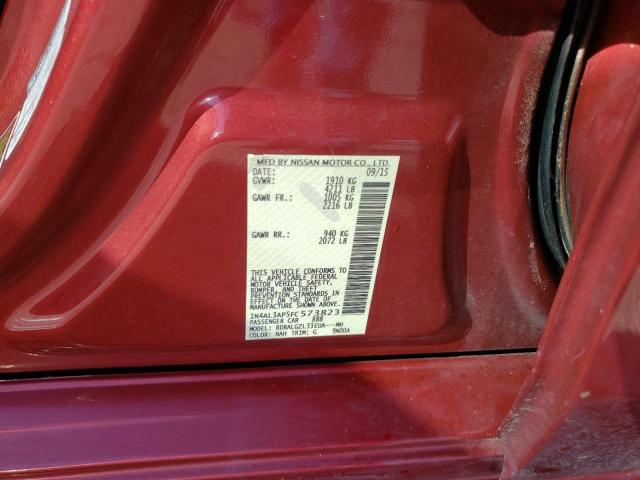 MFD BY NISSAN MOTOR CO., LTD.
DATE: 09/15
GVWR: 1910 KG
4211 LB
GAWR FR.: 1005 KG
2216 LB
GAWR RR.: 940 KG
2072 LB
THIS VEHICLE CONFORMS TO
ALL APPLICABLE FEDERAL
MOTOR VEHICLE SAFETY,
BUMPER, AND THEFT
PREVENTION STANDARDS IN
EFFECT ON THE DATE OF
MANUFACTURE SHOWN ABOVE.
1N4AL3AP5FC573823
PASSENGER CAR 888
MODEL: BDBALGZL33EUA----MH
COLOR: NAH TRIM: G 9N00A